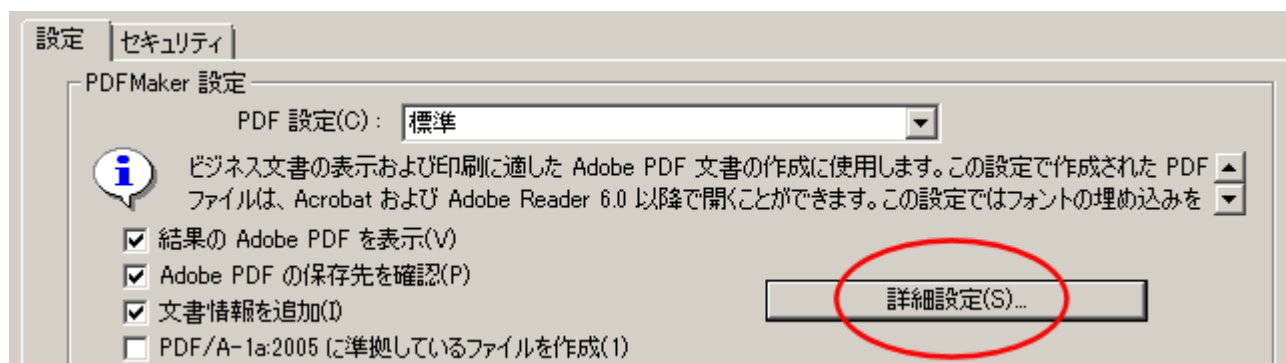 設定 セキュリティ
PDFMaker 設定
PDF 設定(C): 標準
ビジネス文書の表示および印刷に適した Adobe PDF 文書の作成に使用します。この設定で作成された PDF
ファイルは、Acrobat および Adobe Reader 6.0 以降で開くことができます。この設定ではフォントの埋め込みを
結果の Adobe PDF を表示(V)
Adobe PDF の保存先を確認(P)
詳細設定(S)...
文書情報を追加(I)
PDF/A-1a:2005 に準拠しているファイルを作成(1)